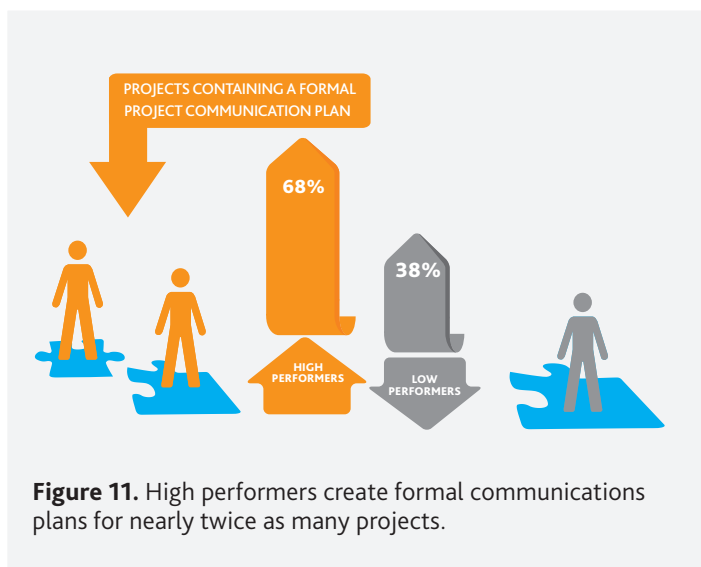 PROJECTS CONTAINING A FORMAL
PROJECT COMMUNICATION PLAN
68%
38%
HIGH
PERFORMERS
LOW
PERFORMERS
Figure 11. High performers create formal communications
plans for nearly twice as many projects.